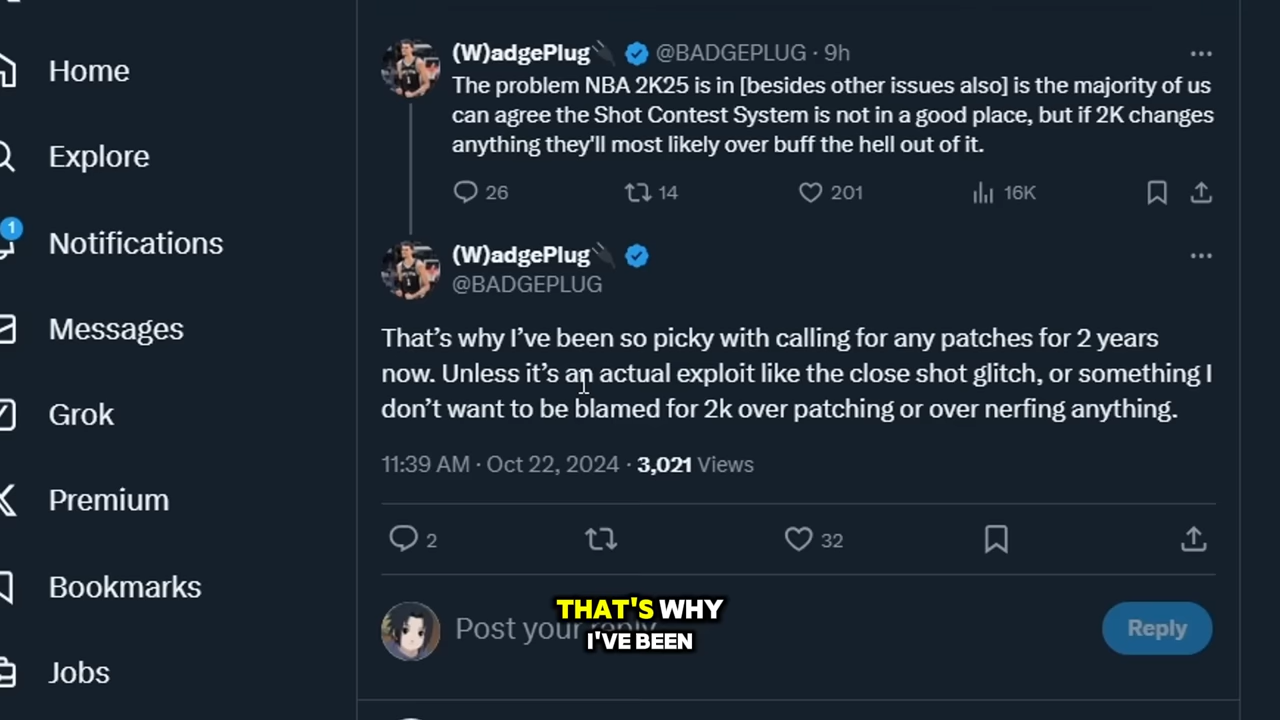 Home
Explore
1
Notifications
Messages
Grok
Premium
Bookmarks
Jobs
(W)adgePlug🔌 @BADGEPLUG · 9h
The problem NBA 2K25 is in [besides other issues also] is the majority of us
can agree the Shot Contest System is not in a good place, but if 2K changes
anything they'll most likely over buff the hell out of it.
26 14 201 16K
(W)adgePlug🔌
@BADGEPLUG
That’s why I’ve been so picky with calling for any patches for 2 years
now. Unless it’s an actual exploit like the close shot glitch, or something I
don’t want to be blamed for 2k over patching or over nerfing anything.
11:39 AM · Oct 22, 2024 · 3,021 Views
2 32
Post your reply
Reply
THAT'S WHY
I'VE BEEN